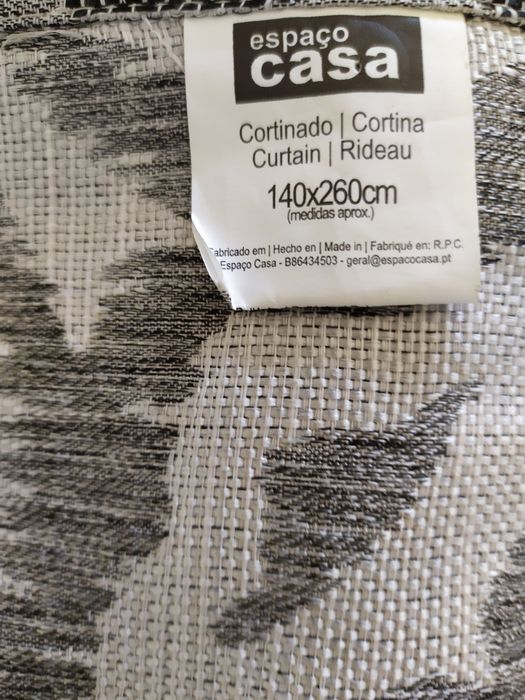 espaço
casa
Cortinado | Cortina
Curtain | Rideau
140x260cm
(medidas aprox.)
Fabricado em | Hecho en | Made in | Fabriqué en: R.P.C.
Espaço Casa - B86434503 - geral@espacocasa.pt